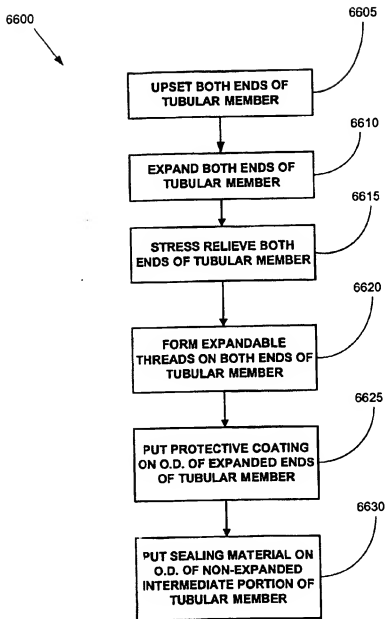 6600
6605
UPSET BOTH ENDS OF
TUBULAR MEMBER
6610
EXPAND BOTH ENDS OF
TUBULAR MEMBER
6615
STRESS RELIEVE BOTH
ENDS OF TUBULAR MEMBER
6620
FORM EXPANDABLE
THREADS ON BOTH ENDS OF
TUBULAR MEMBER
6625
PUT PROTECTIVE COATING
ON O.D. OF EXPANDED ENDS
OF TUBULAR MEMBER
6630
PUT SEALING MATERIAL ON
O.D. OF NON-EXPANDED
INTERMEDIATE PORTION OF
TUBULAR MEMBER